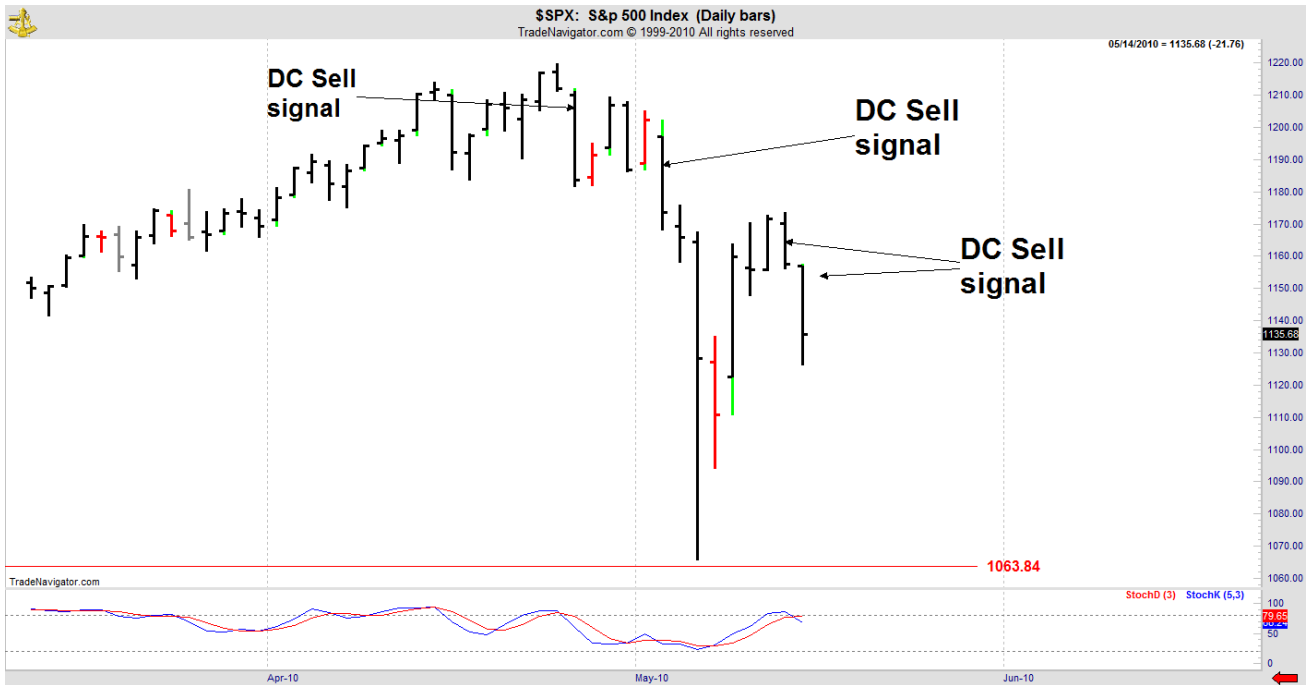 $SPX: S&p 500 Index (Daily bars)
TradeNavigator.com © 1999-2010 All rights reserved
05/14/2010 = 1135.68 (-21.76)
DC Sell
signal
DC Sell
signal
DC Sell
signal
1220.00
1210.00
1200.00
1190.00
1180.00
1170.00
1160.00
1150.00
1140.00
1135.68
1130.00
1120.00
1110.00
1100.00
1090.00
1080.00
1070.00
1060.00
1063.84
TradeNavigator.com
StochD (3) StochK (5,3)
100
79.65
50
0
Apr-10 May-10 Jun-10